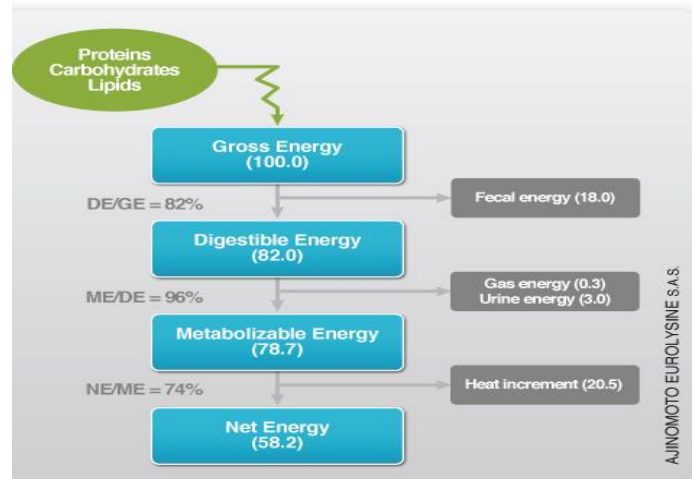 Proteins
Carbohydrates
Lipids
Gross Energy
(100.0)
DE/GE = 82%
Fecal energy (18.0)
Digestible Energy
(82.0)
ME/DE = 96%
Gas energy (0.3)
Urine energy (3.0)
Metabolizable Energy
(78.7)
NE/ME = 74%
Heat increment (20.5)
Net Energy
(58.2)
AJINOMOTO EUROLYSINE S.A.S.